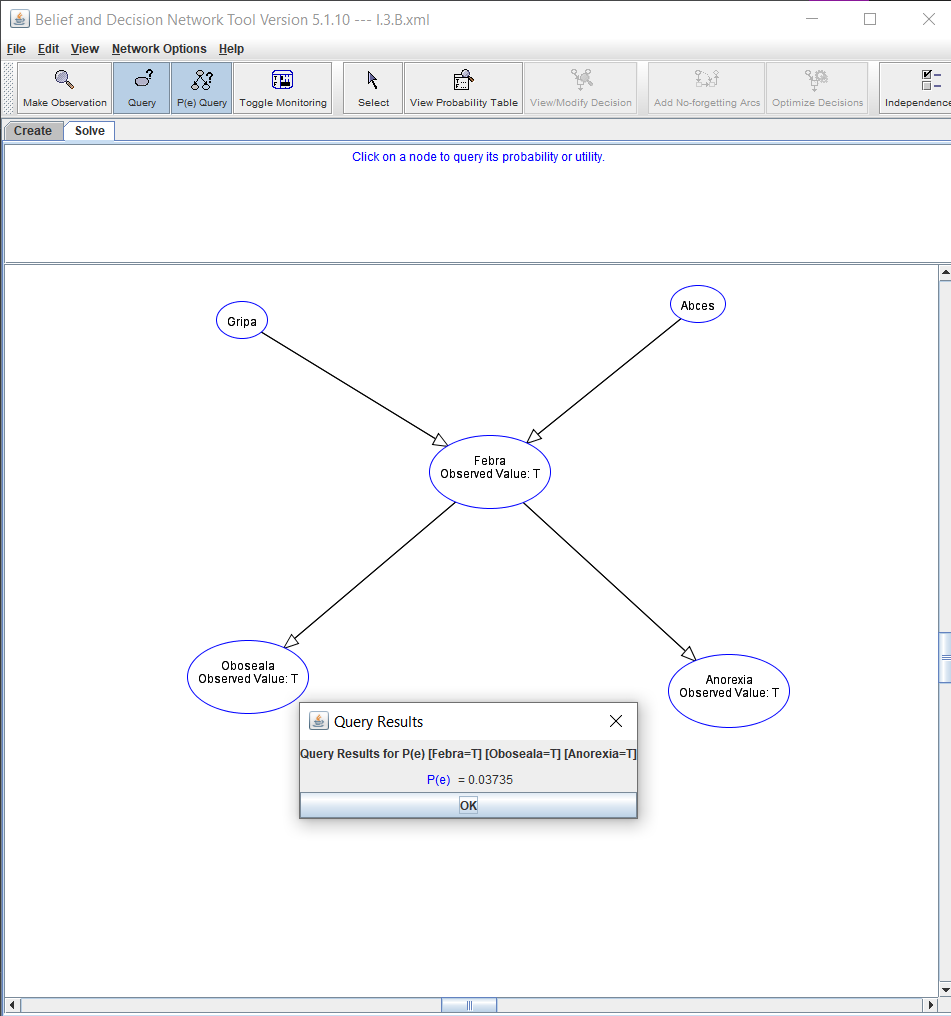 Belief and Decision Network Tool Version 5.1.10 --- I.3.B.xml
File Edit View Network Options Help
Make Observation Query P(e) Query Toggle Monitoring Select View Probability Table View/Modify Decision Add No-forgetting Arcs Optimize Decisions Independence
Create Solve
Click on a node to query its probability or utility.
Gripa
Abces
Febra
Observed Value: T
Oboseala
Observed Value: T
Anorexia
Observed Value: T
Query Results
Query Results for P(e) [Febra=T] [Oboseala=T] [Anorexia=T]
P(e) = 0.03735
OK